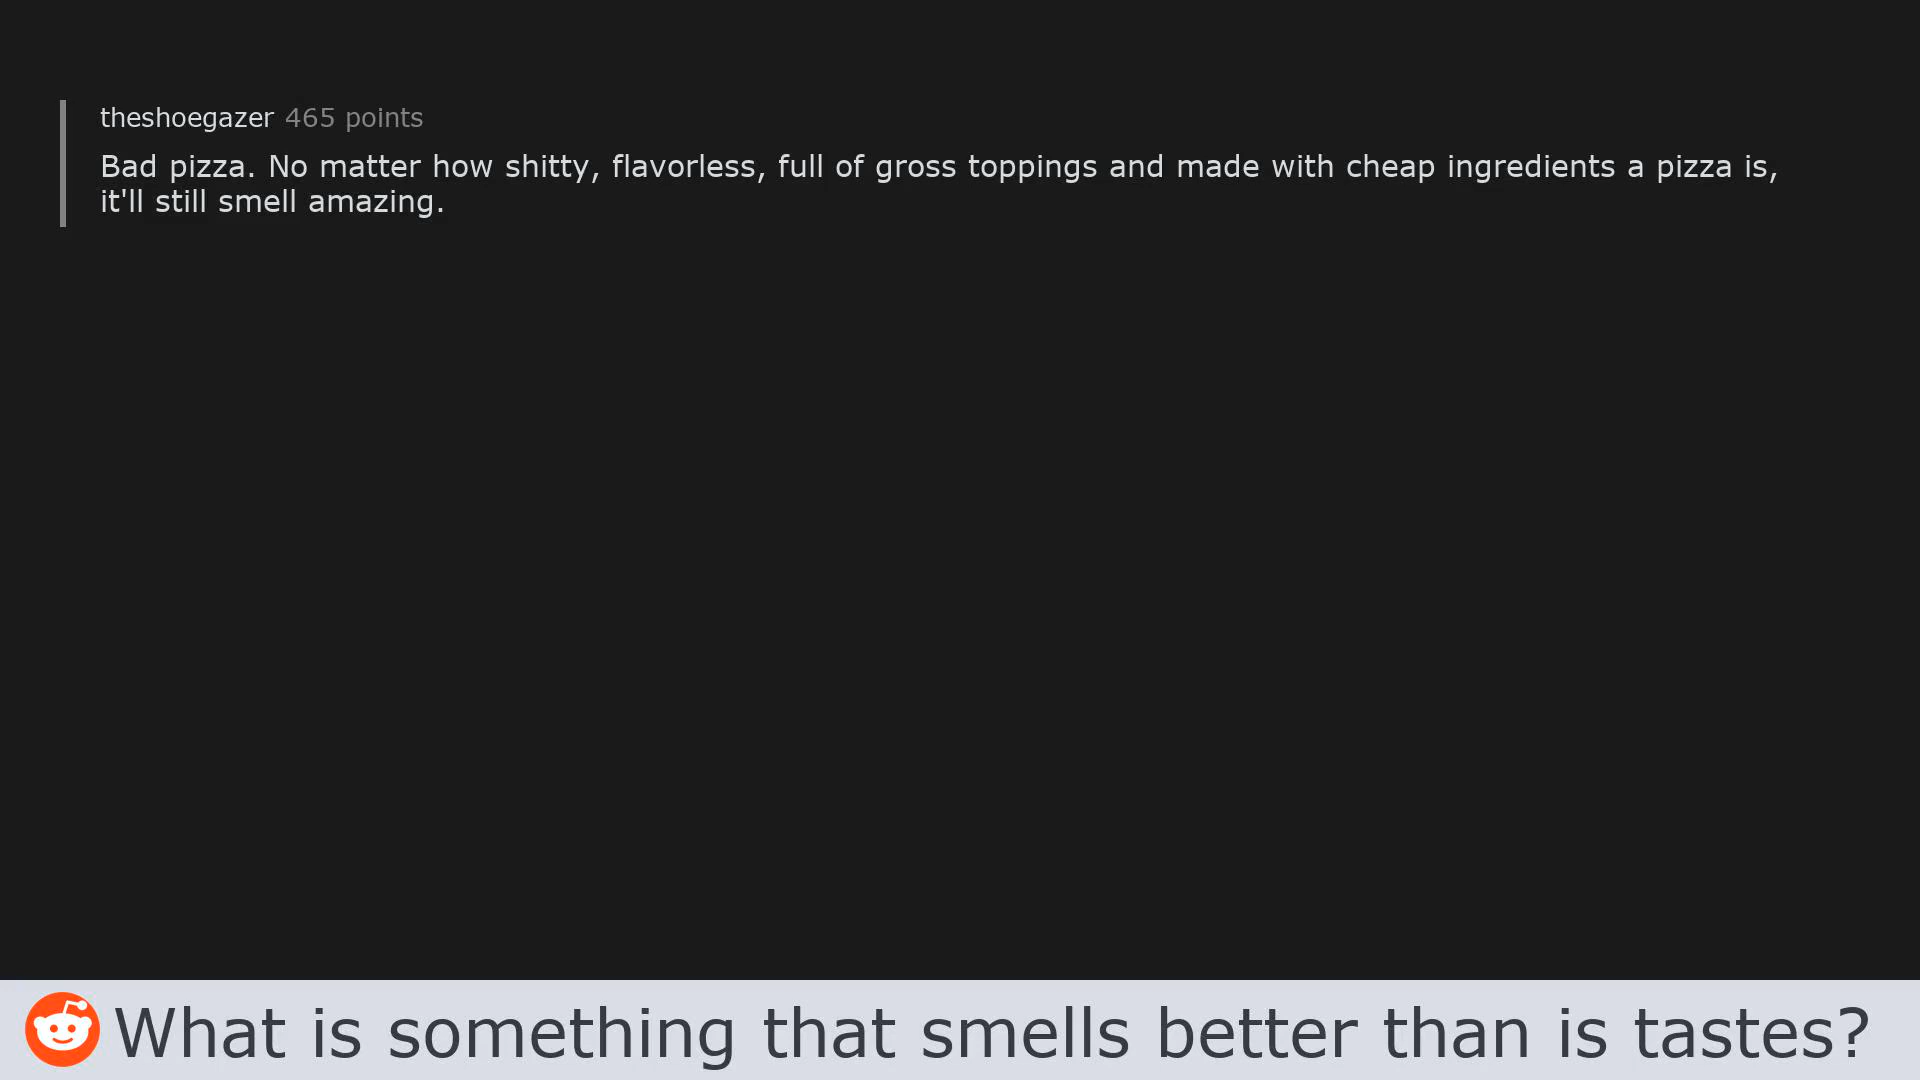 theshoegazer 465 points
Bad pizza. No matter how shitty, flavorless, full of gross toppings and made with cheap ingredients a pizza is,
it'll still smell amazing.
What is something that smells better than is tastes?